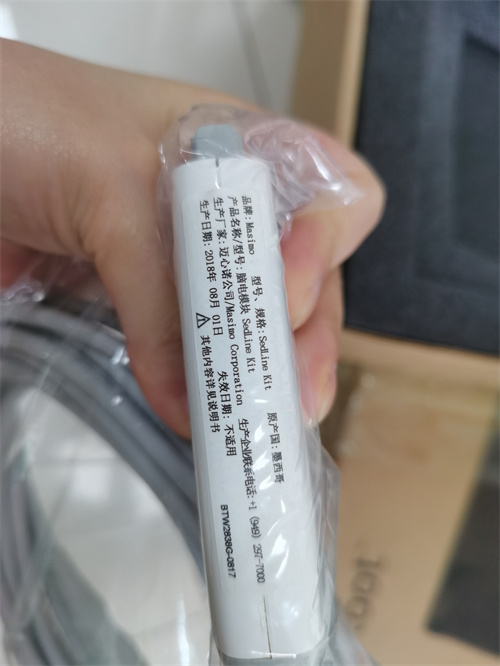 品牌: Masimo 型号、规格: SedLine Kit 原产国: 墨西哥
产品名称/型号: 脑电模块 SedLine Kit
生产厂家: 迈心诺公司/Masimo Corporation 生产企业联系电话: +1 (949) 297-7000
生产日期: 2018年 08月 01日 失效日期: 不适用
⚠ 其他内容详见说明书
BTW2838G-0817